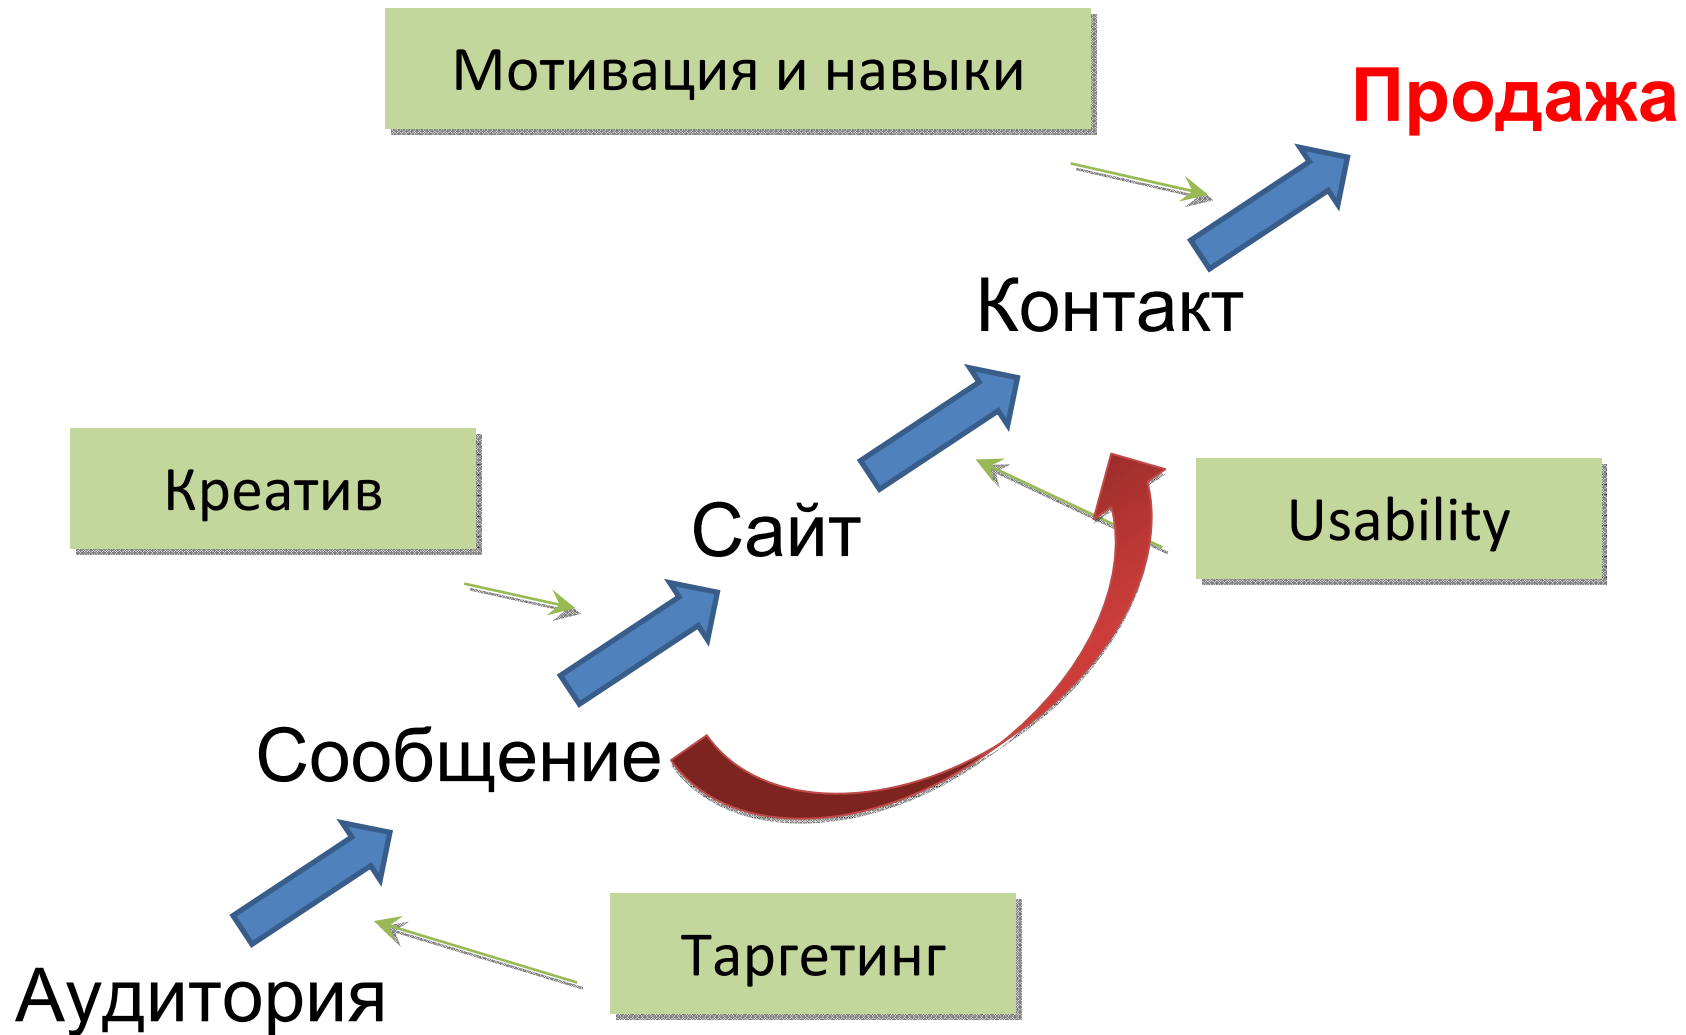 Мотивация и навыки
Продажа
Контакт
Креатив
Сайт
Usability
Сообщение
Таргетинг
Аудитория